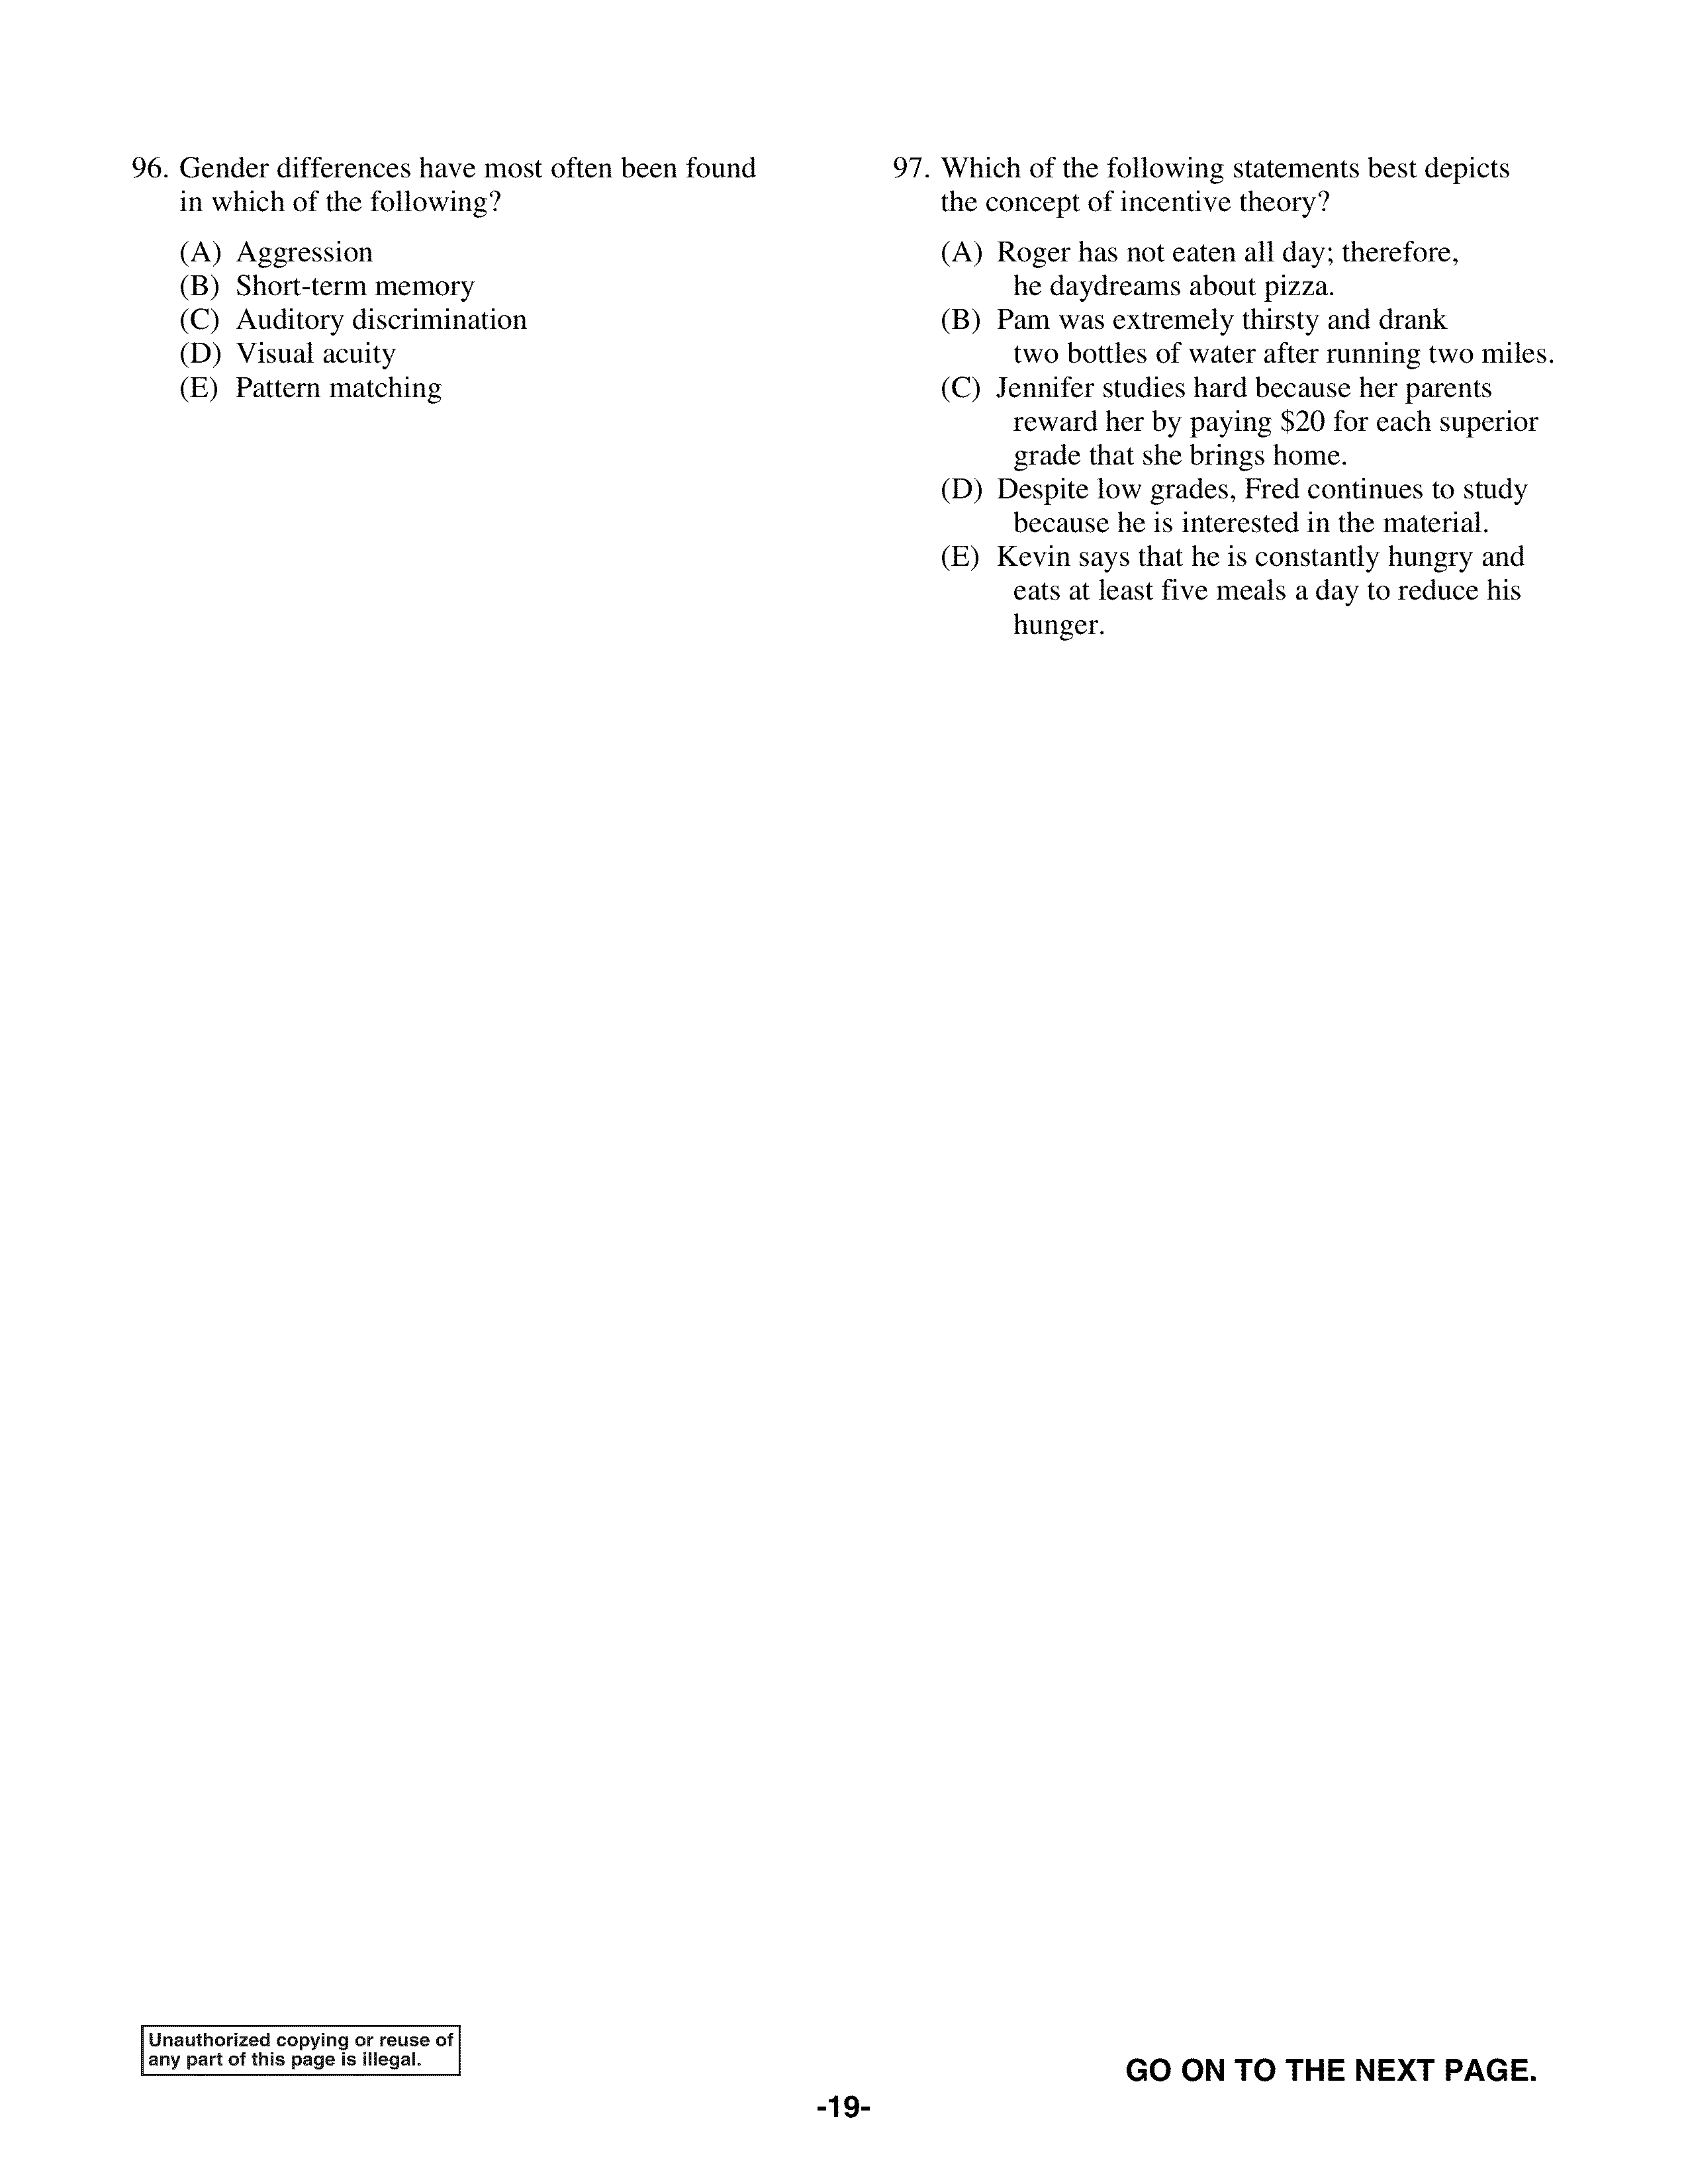 96. Gender differences have most often been found
in which of the following?
(A) Aggression
(B) Short-term memory
(C) Auditory discrimination
(D) Visual acuity
(E) Pattern matching
97. Which of the following statements best depicts
the concept of incentive theory?
(A) Roger has not eaten all day; therefore,
he daydreams about pizza.
(B) Pam was extremely thirsty and drank
two bottles of water after running two miles.
(C) Jennifer studies hard because her parents
reward her by paying $20 for each superior
grade that she brings home.
(D) Despite low grades, Fred continues to study
because he is interested in the material.
(E) Kevin says that he is constantly hungry and
eats at least five meals a day to reduce his
hunger.
Unauthorized copying or reuse of
any part of this page is illegal.
GO ON TO THE NEXT PAGE.
-19-